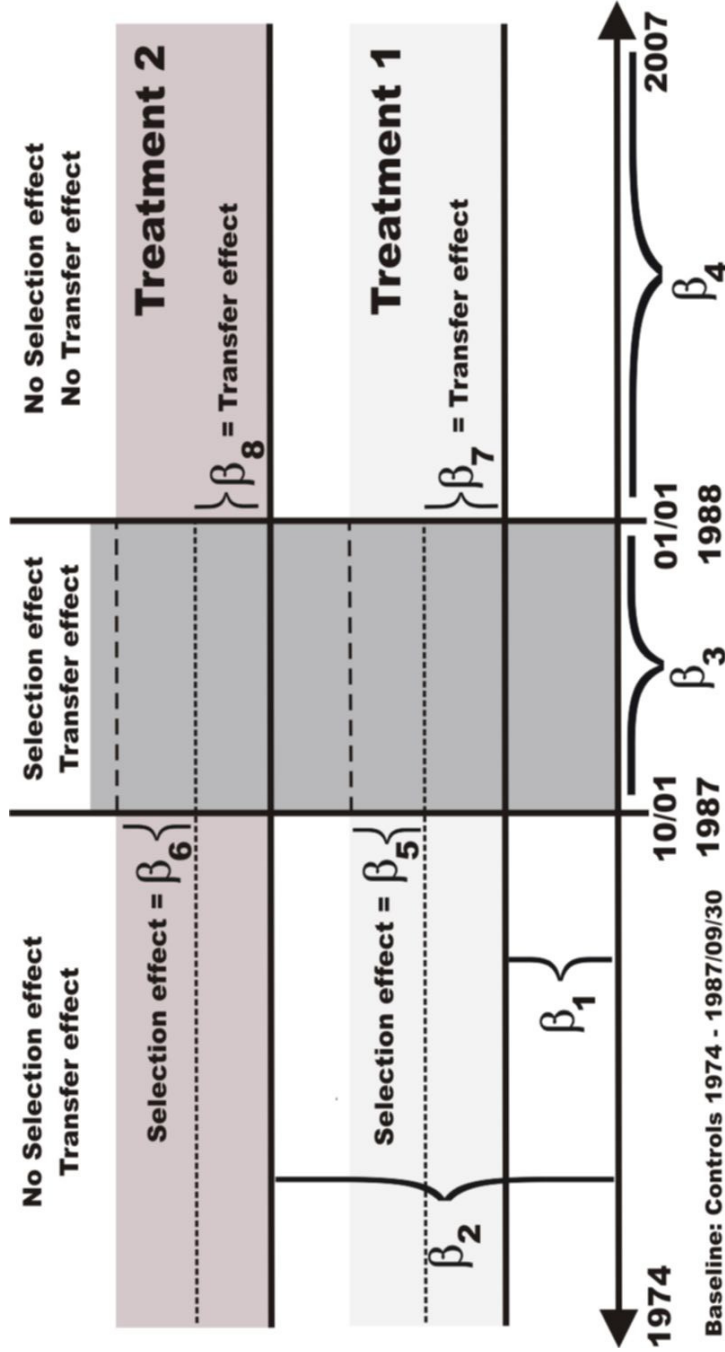 No Selection effect
Transfer effect
Selection effect
Transfer effect
No Selection effect
No Transfer effect
Treatment 2
Selection effect = β6
β8 = Transfer effect
Treatment 1
Selection effect = β5
β7 = Transfer effect
β2
β1
1974
10/01
1987
01/01
1988
2007
β3
β4
Baseline: Controls 1974 - 1987/09/30